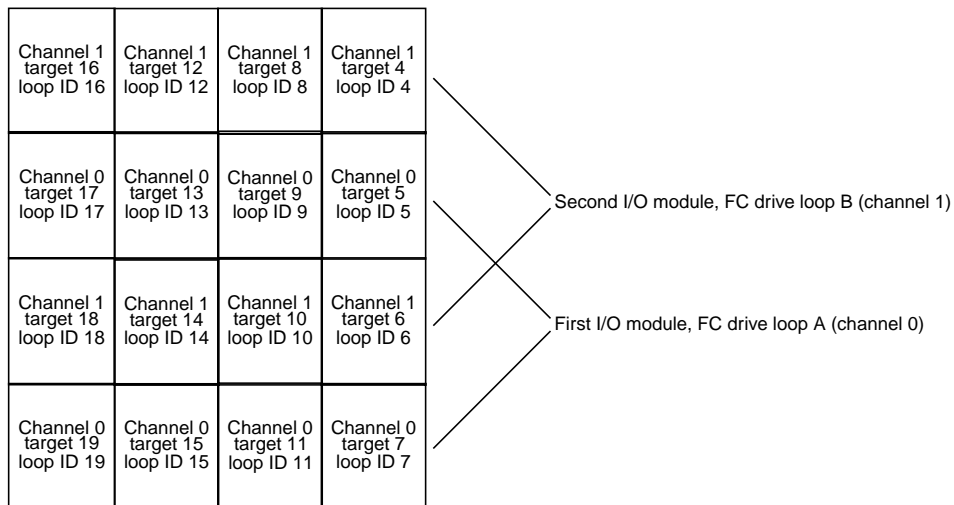 Channel 1
target 16
loop ID 16
Channel 1
target 12
loop ID 12
Channel 1
target 8
loop ID 8
Channel 1
target 4
loop ID 4
Channel 0
target 17
loop ID 17
Channel 0
target 13
loop ID 13
Channel 0
target 9
loop ID 9
Channel 0
target 5
loop ID 5
Second I/O module, FC drive loop B (channel 1)
Channel 1
target 18
loop ID 18
Channel 1
target 14
loop ID 14
Channel 1
target 10
loop ID 10
Channel 1
target 6
loop ID 6
First I/O module, FC drive loop A (channel 0)
Channel 0
target 19
loop ID 19
Channel 0
target 15
loop ID 15
Channel 0
target 11
loop ID 11
Channel 0
target 7
loop ID 7